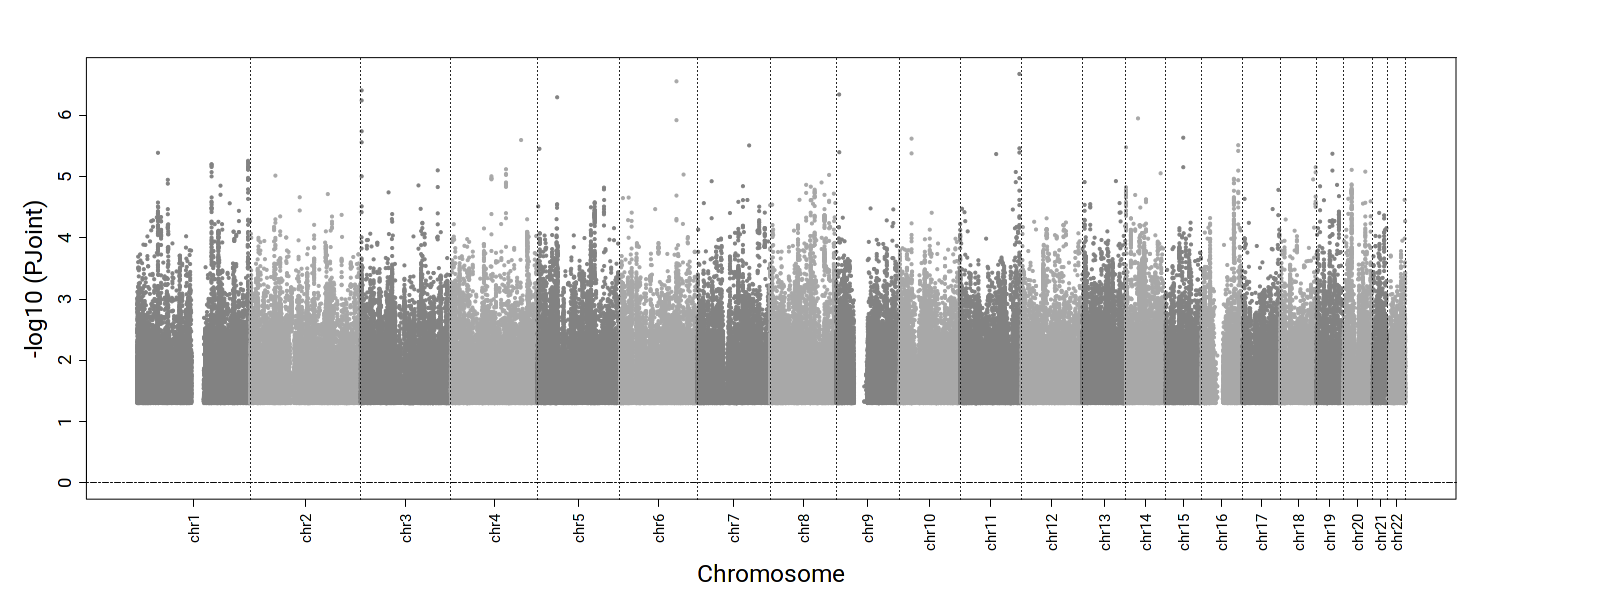 -log10 (PJoint)
6
5
4
3
2
1
0
chr1
chr2
chr3
chr4
chr5
chr6
chr7
chr8
chr9
chr10
chr11
chr12
chr13
chr14
chr15
chr16
chr17
chr18
chr19
chr20
chr21
chr22
Chromosome